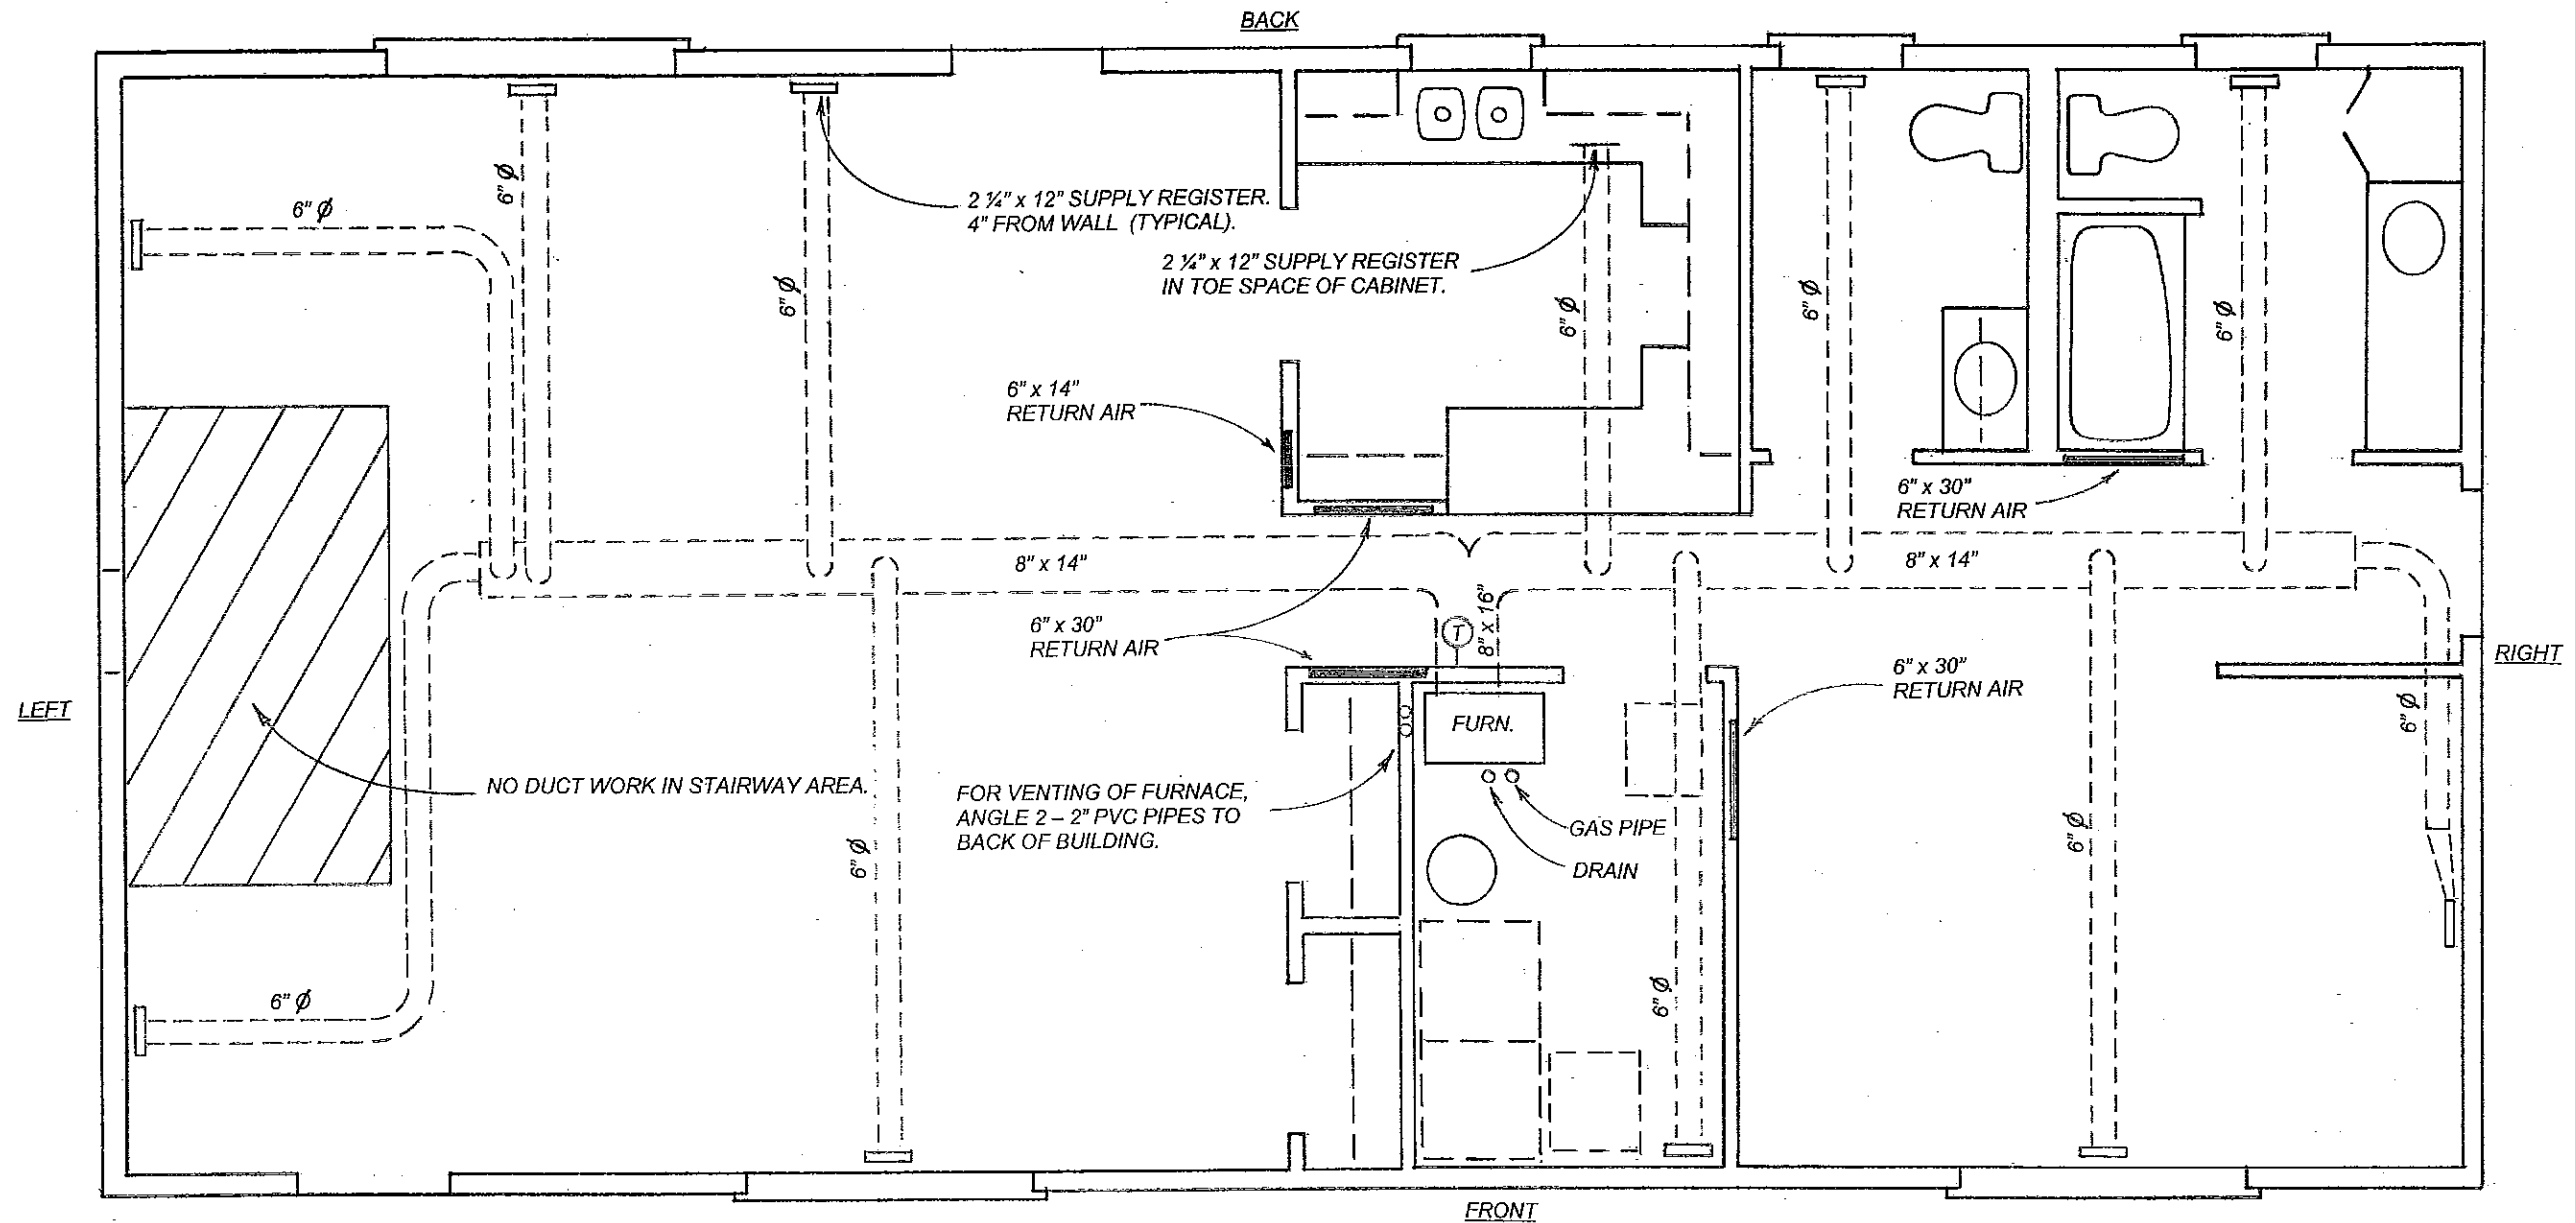 BACK
6" Ø
6" Ø
2 ¼" x 12" SUPPLY REGISTER.
4" FROM WALL (TYPICAL).
2 ¼" x 12" SUPPLY REGISTER
IN TOE SPACE OF CABINET.
6" Ø
6" Ø
6" Ø
6" Ø
6" x 14"
RETURN AIR
6" x 30"
RETURN AIR
8" x 14"
8" x 14"
8" x 16"
T
6" x 30"
RETURN AIR
6" x 30"
RETURN AIR
RIGHT
LEFT
FURN.
6" Ø
NO DUCT WORK IN STAIRWAY AREA.
FOR VENTING OF FURNACE,
ANGLE 2 – 2" PVC PIPES TO
BACK OF BUILDING.
GAS PIPE
DRAIN
6" Ø
6" Ø
6" Ø
6" Ø
FRONT